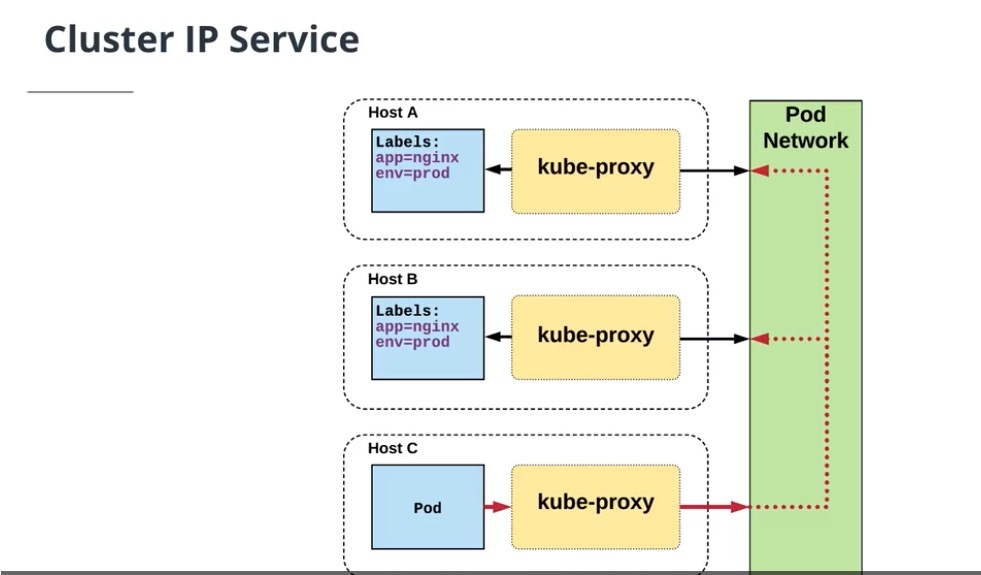 Cluster IP Service
Host A
Labels:
app=nginx
env=prod
kube-proxy
Pod
Network
Host B
Labels:
app=nginx
env=prod
kube-proxy
Host C
Pod
kube-proxy